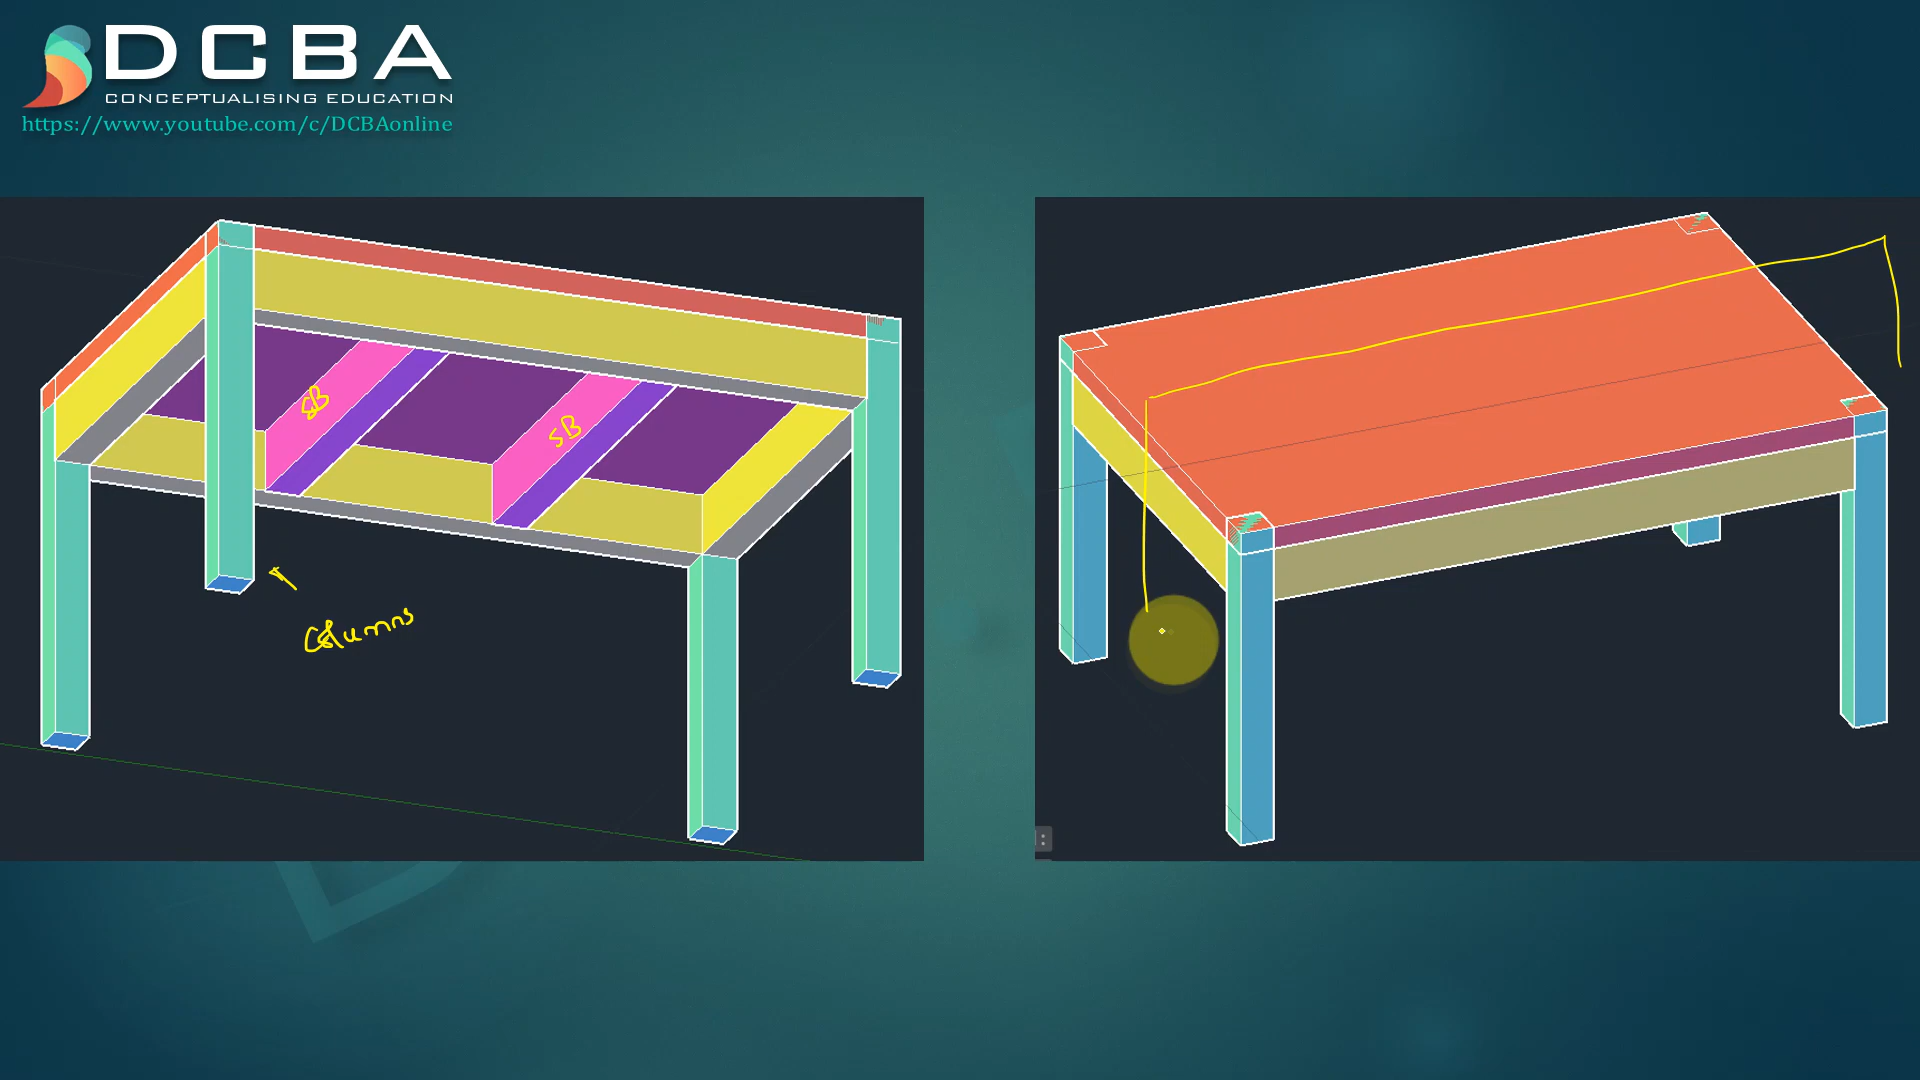 DCBA
CONCEPTUALISING EDUCATION
https://www.youtube.com/c/DCBAonline
SB
SB
Columns